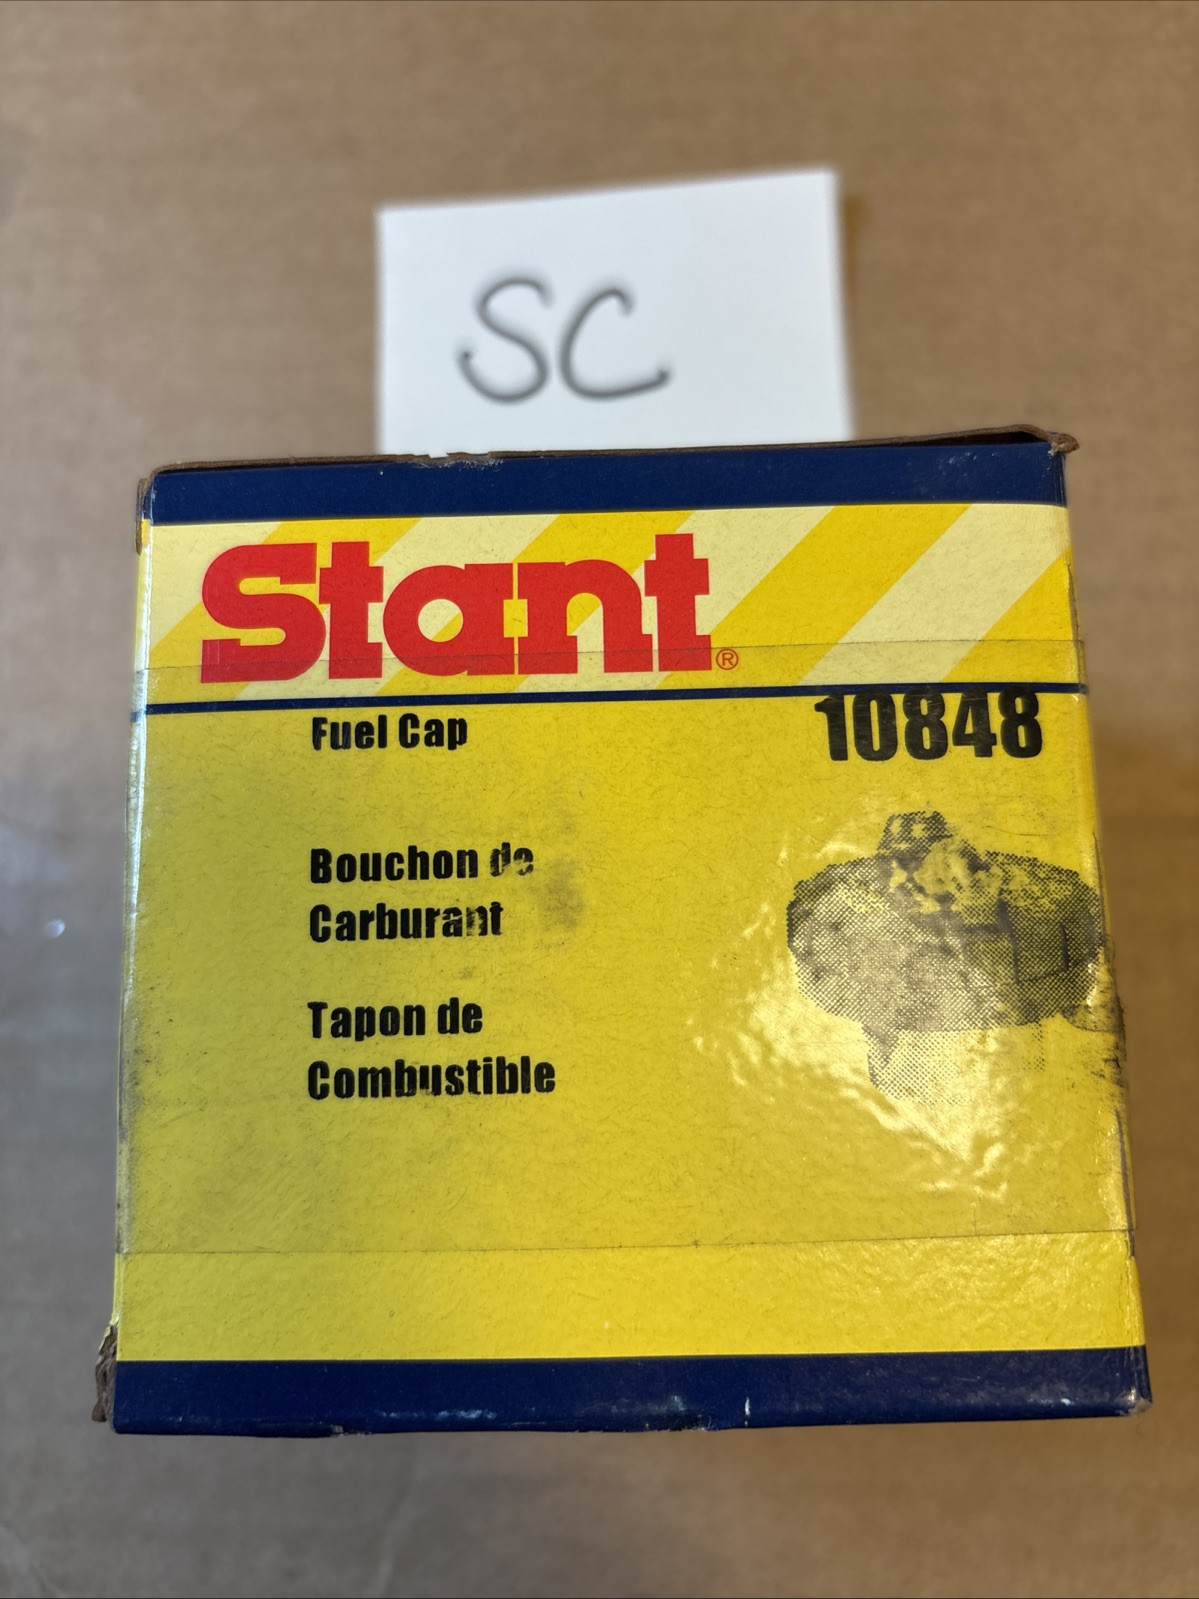 SC
Stant®
Fuel Cap
10848
Bouchon de
Carburant
Tapon de
Combustible